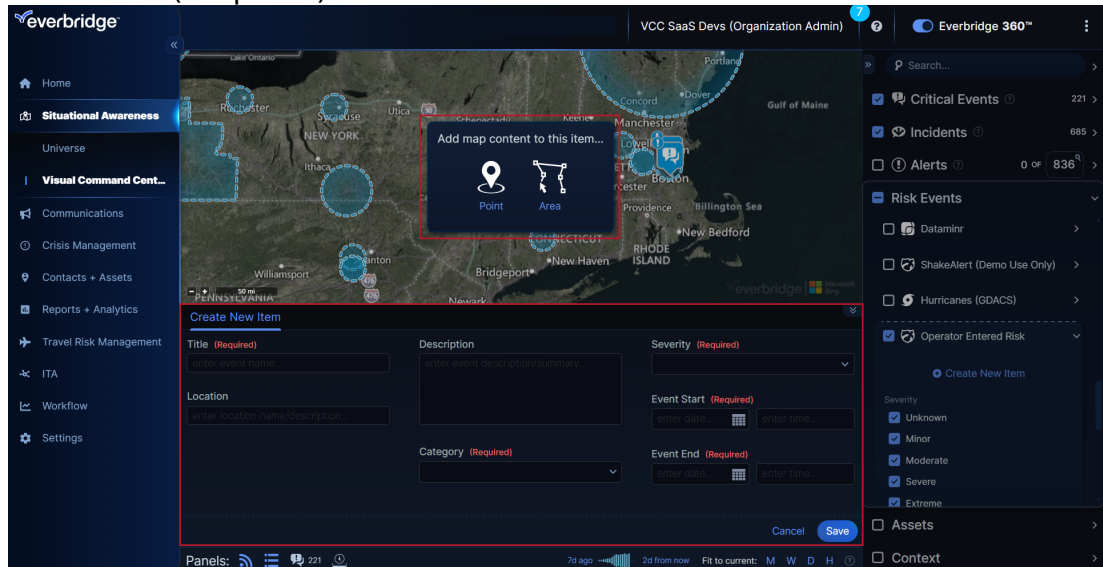 everbridge™
VCC SaaS Devs (Organization Admin)
7
Everbridge 360™
«
Home
Situational Awareness
Universe
Visual Command Cent...
Communications
Crisis Management
Contacts + Assets
Reports + Analytics
Travel Risk Management
ITA
Workflow
Settings
Lake Ontario
Portland
Rochester
Syracuse
Utica
90
Schenectady
Keene
Concord
Dover
Manchester
Gulf of Maine
NEW YORK
Lowell
Ithaca
Boston
Providence
Billington Sea
CONNECTICUT
RHODE
ISLAND
New Bedford
Scranton
New Haven
Williamsport
Bridgeport
476
476
PENNSYLVANIA
Newark
50 mi
everbridge
Microsoft
Bing
Add map content to this item...
Point
Area
Create New Item
Title (Required)
enter event name...
Location
enter location name/description...
Description
enter event description/summary...
Category (Required)
Severity (Required)
Event Start (Required)
enter date...
enter time...
Event End (Required)
enter date...
enter time...
Cancel
Save
Panels:
221
7d ago
2d from now
Fit to current: M W D H
»
Search...
Critical Events
221
Incidents
685
Alerts
0 OF 836
Risk Events
Dataminr
ShakeAlert (Demo Use Only)
Hurricanes (GDACS)
Operator Entered Risk
Create New Item
Severity
Unknown
Minor
Moderate
Severe
Extreme
Assets
Context